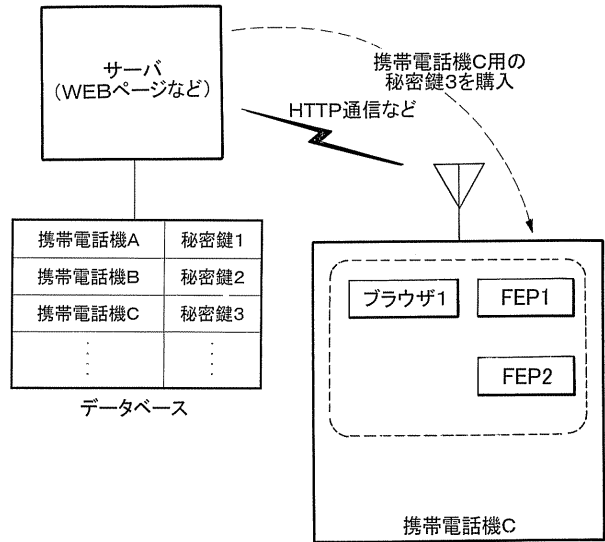 サーバ
(WEBページなど)
携帯電話機C用の
秘密鍵3を購入
HTTP通信など
携帯電話機A 秘密鍵1
携帯電話機B 秘密鍵2
携帯電話機C 秘密鍵3
データベース
ブラウザ1 FEP1
FEP2
携帯電話機C